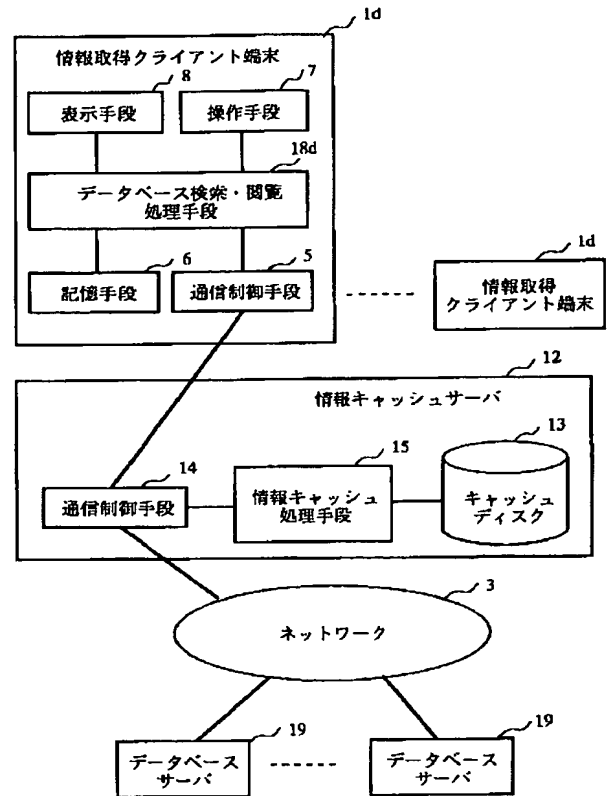 1d
情報取得クライアント端末
8
7
表示手段
操作手段
18d
データベース検索・閲覧
処理手段
6
5
記憶手段
通信制御手段
1d
情報取得
クライアント端末
12
情報キャッシュサーバ
14
15
13
通信制御手段
情報キャッシュ
処理手段
キャッシュ
ディスク
3
ネットワーク
19
19
データベース
サーバ
データベース
サーバ